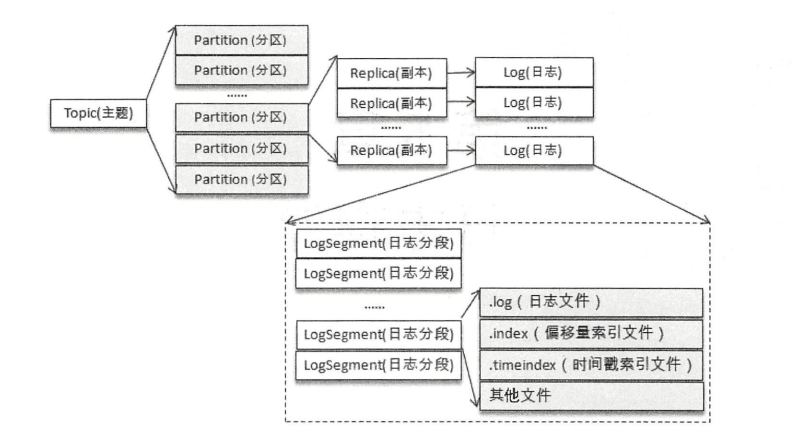 Topic(主题)
Partition (分区)
Partition (分区)
......
Partition (分区)
Partition (分区)
Partition (分区)
Replica(副本)
Replica(副本)
......
Replica(副本)
Log(日志)
Log(日志)
......
Log(日志)
LogSegment(日志分段)
LogSegment(日志分段)
......
LogSegment(日志分段)
LogSegment(日志分段)
.log（日志文件）
.index（偏移量索引文件）
.timeindex（时间戳索引文件）
其他文件